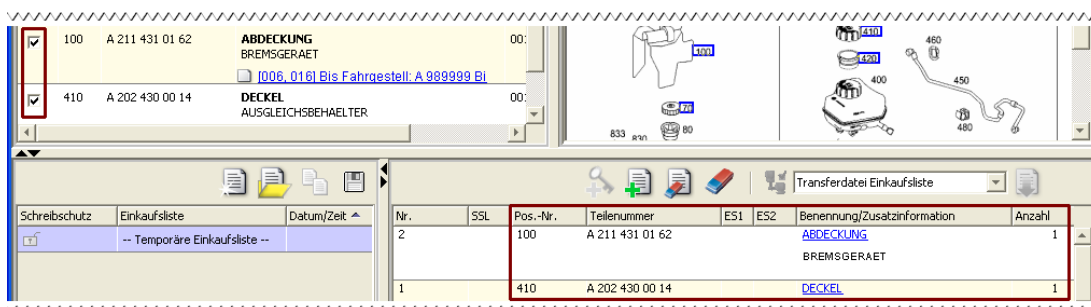 100 A 211 431 01 62 ABDECKUNG 00:
BREMSGERAET
[006, 016] Bis Fahrgestell: A 989999 Bi
410 A 202 430 00 14 DECKEL 00:
AUSGLEICHSBEHAELTER
410
460
100
420
400
450
70
833 830 80
480
Transferdatei Einkaufsliste
Schreibschutz Einkaufsliste Datum/Zeit
-- Temporäre Einkaufsliste --
Nr. SSL Pos.-Nr. Teilenummer ES1 ES2 Benennung/Zusatzinformation Anzahl
2 100 A 211 431 01 62 ABDECKUNG 1
BREMSGERAET
1 410 A 202 430 00 14 DECKEL 1